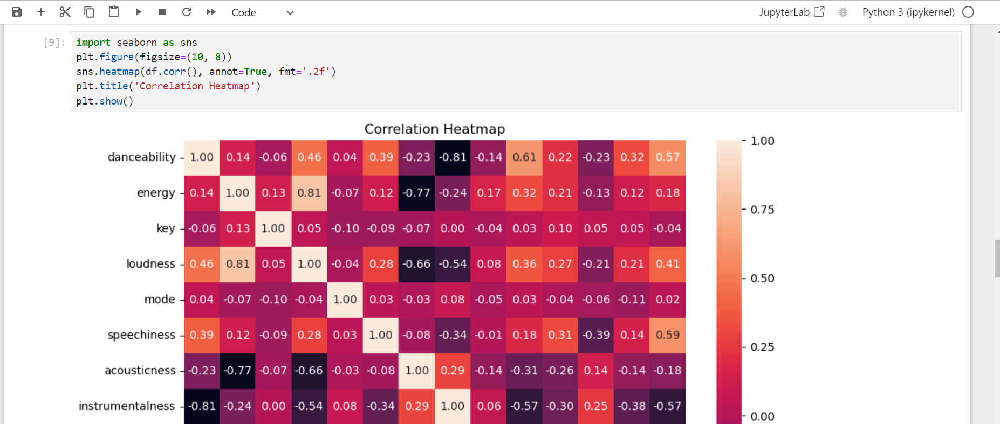 Code JupyterLab Python 3 (ipykernel)
[9]: import seaborn as sns
plt.figure(figsize=(10, 8))
sns.heatmap(df.corr(), annot=True, fmt='.2f')
plt.title('Correlation Heatmap')
plt.show()
Correlation Heatmap
danceability 1.00 0.14 -0.06 0.46 0.04 0.39 -0.23 -0.81 -0.14 0.61 0.22 -0.23 0.32 0.57
energy 0.14 1.00 0.13 0.81 -0.07 0.12 -0.77 -0.24 0.17 0.32 0.21 -0.13 0.12 0.18
key -0.06 0.13 1.00 0.05 -0.10 -0.09 -0.07 0.00 -0.04 0.03 0.10 0.05 0.05 -0.04
loudness 0.46 0.81 0.05 1.00 -0.04 0.28 -0.66 -0.54 0.08 0.36 0.27 -0.21 0.21 0.41
mode 0.04 -0.07 -0.10 -0.04 1.00 0.03 -0.03 0.08 -0.05 0.03 -0.04 -0.06 -0.11 0.02
speechiness 0.39 0.12 -0.09 0.28 0.03 1.00 -0.08 -0.34 -0.01 0.18 0.31 -0.39 0.14 0.59
acousticness -0.23 -0.77 -0.07 -0.66 -0.03 -0.08 1.00 0.29 -0.14 -0.31 -0.26 0.14 -0.14 -0.18
instrumentalness -0.81 -0.24 0.00 -0.54 0.08 -0.34 0.29 1.00 0.06 -0.57 -0.30 0.25 -0.38 -0.57
1.00
0.75
0.50
0.25
0.00